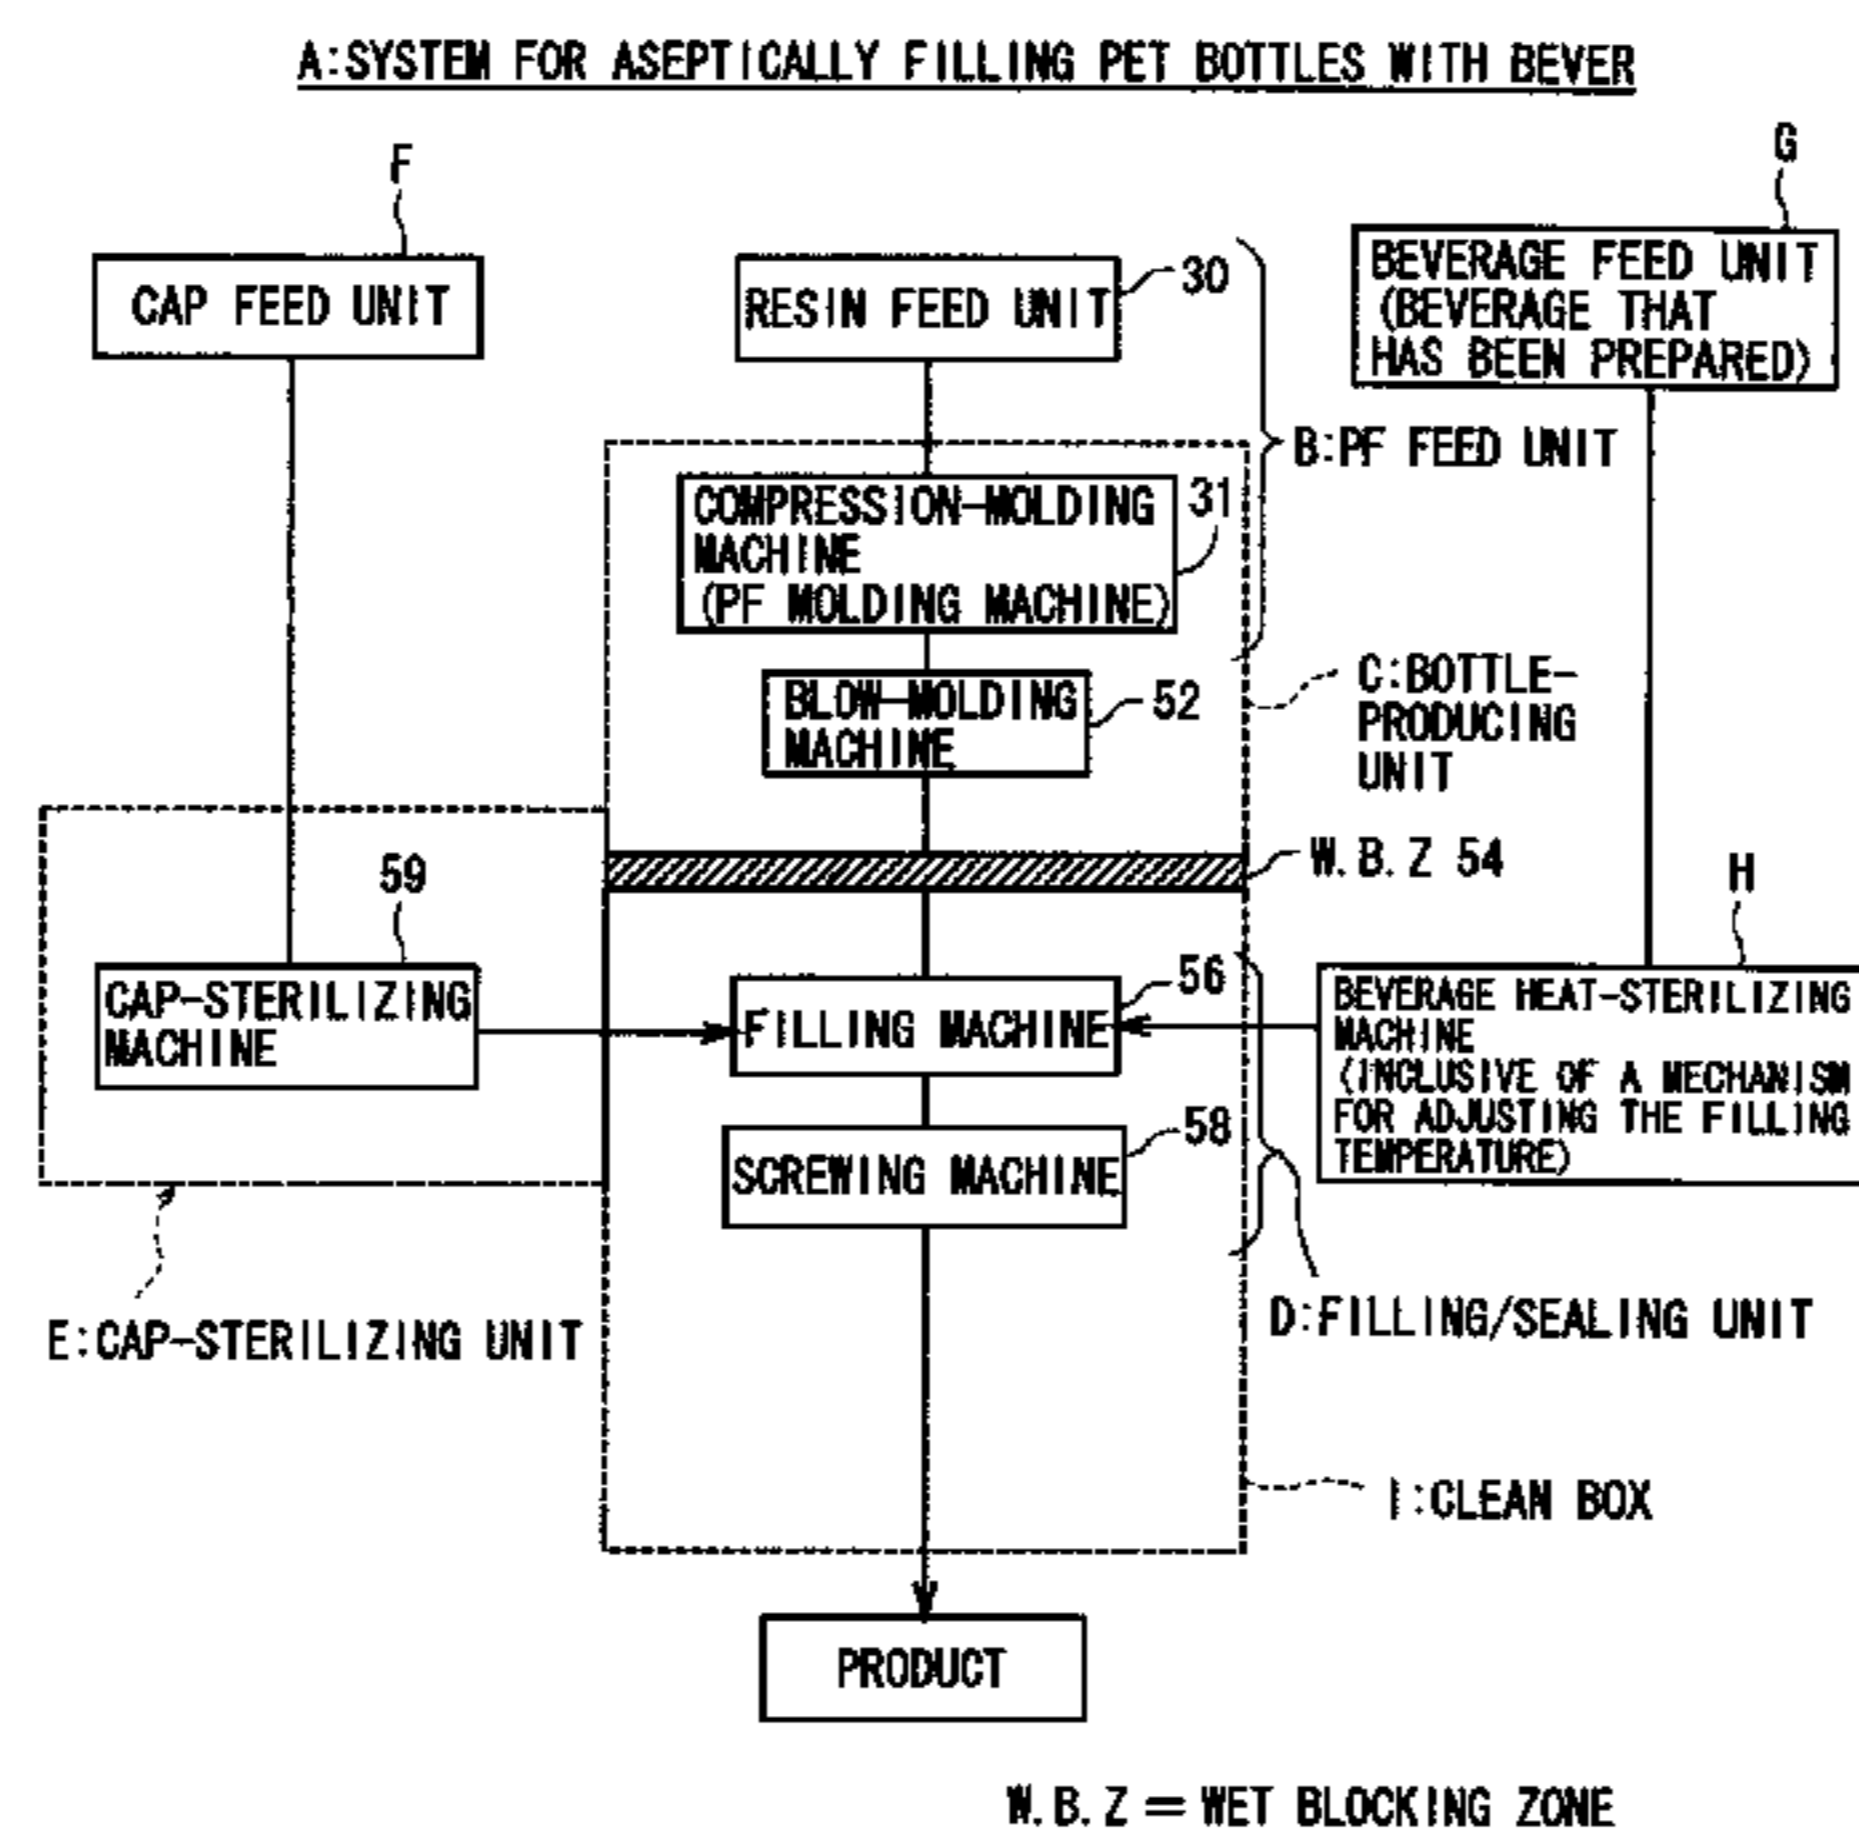 A:SYSTEM FOR ASEPTICALLY FILLING PET BOTTLES WITH BEVER
F
G
CAP FEED UNIT
RESIN FEED UNIT
30
BEVERAGE FEED UNIT
(BEVERAGE THAT
HAS BEEN PREPARED)
B:PF FEED UNIT
COMPRESSION-MOLDING
MACHINE
(PF MOLDING MACHINE)
31
BLOW-MOLDING
MACHINE
52
C:BOTTLE-
PRODUCING
UNIT
W.B.Z 54
59
H
CAP-STERILIZING
MACHINE
FILLING MACHINE
56
BEVERAGE HEAT-STERILIZING
MACHINE
(INCLUSIVE OF A MECHANISM
FOR ADJUSTING THE FILLING
TEMPERATURE)
SCREWING MACHINE
58
E:CAP-STERILIZING UNIT
D:FILLING/SEALING UNIT
I:CLEAN BOX
PRODUCT
W.B.Z = WET BLOCKING ZONE